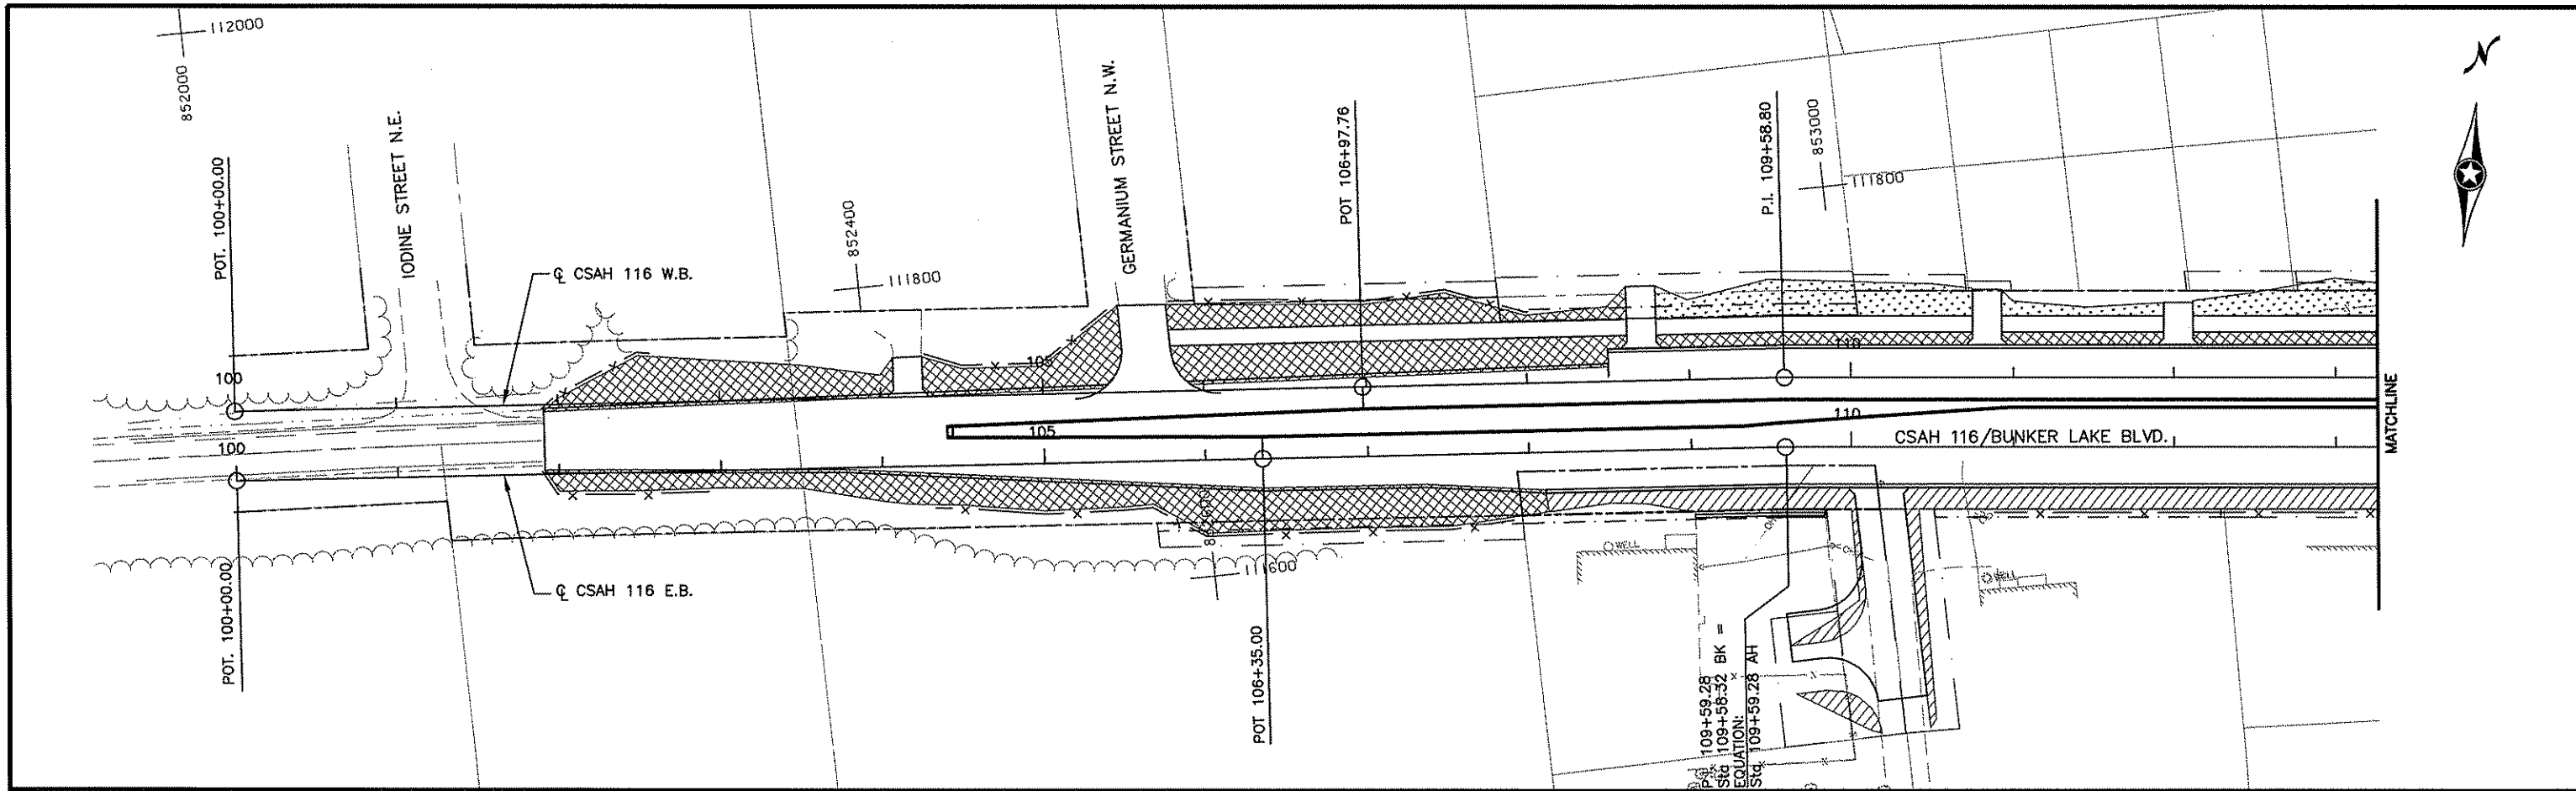 112000
852000
N
POT. 100+00.00
IODINE STREET N.E.
852400
GERMANIUM STREET N.W.
POT 106+97.76
P.I. 109+58.80
853000
111800
℄ CSAH 116 W.B.
111800
100
105
110
MATCHLINE
100
105
110
CSAH 116/BUNKER LAKE BLVD.
POT. 100+00.00
℄ CSAH 116 E.B.
111600
WELL
WELL
POT 106+35.00
109+59.28
Sta 109+58.32 BK =
EQUATION:
Sta 109+59.28 AH